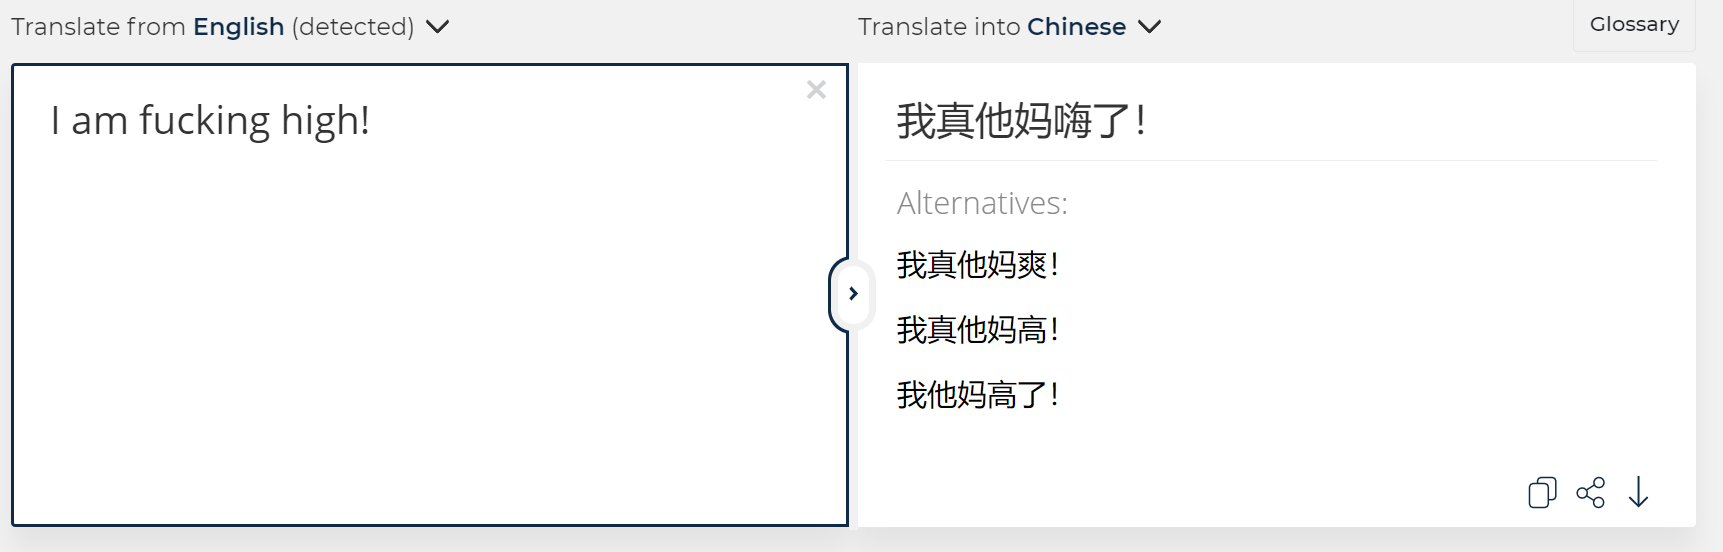 Translate from English (detected)
Translate into Chinese
Glossary
I am fucking high!
我真他妈嗨了！
Alternatives:
我真他妈爽！
我真他妈高！
我他妈高了！